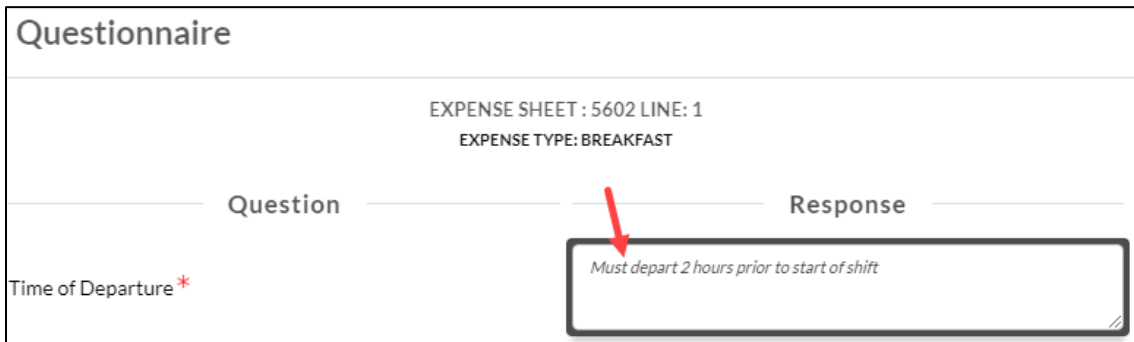 Questionnaire
EXPENSE SHEET : 5602 LINE: 1
EXPENSE TYPE: BREAKFAST
Question Response
Must depart 2 hours prior to start of shift
Time of Departure *